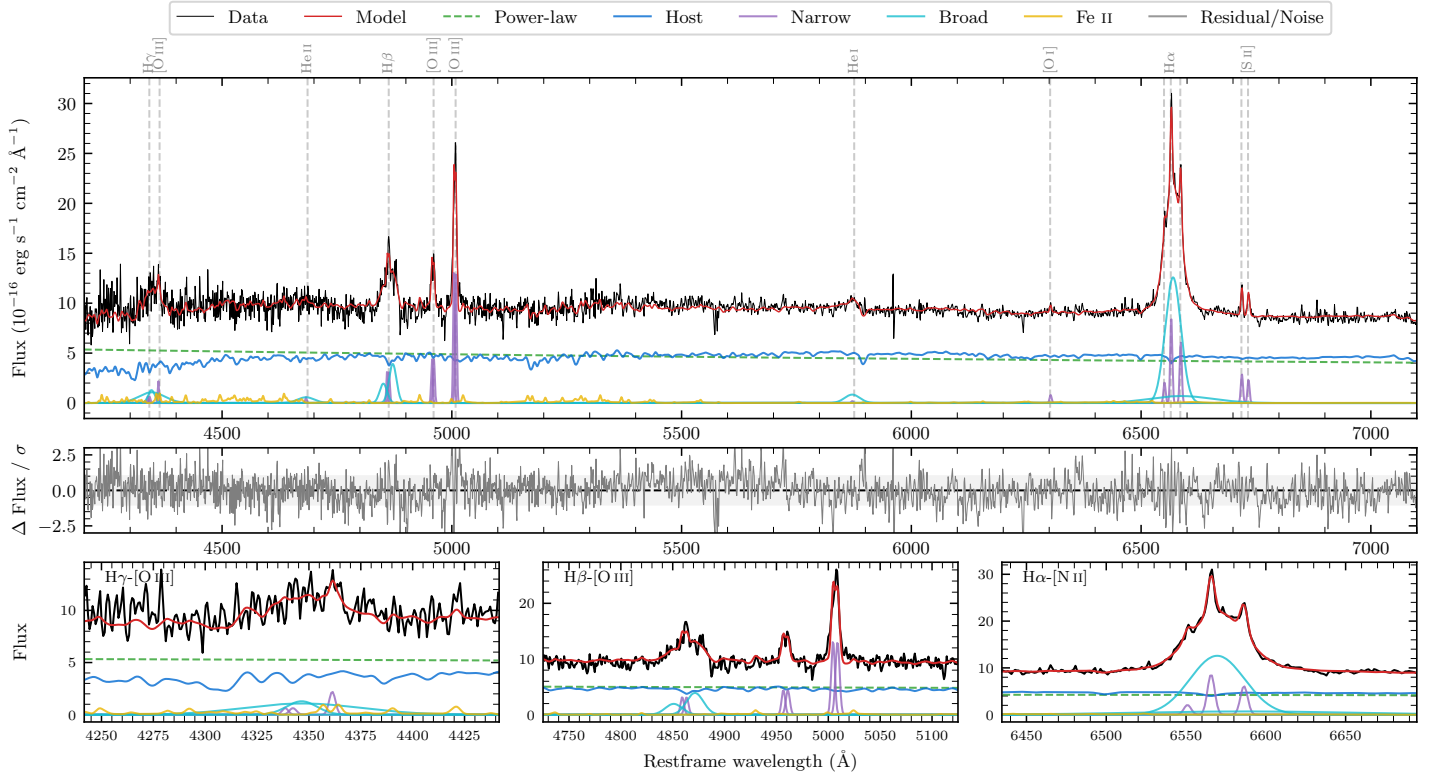 Data Model Power-law Host Narrow Broad Fe II Residual/Noise
Hγ [O III] He II Hβ [O III] [O III] He I [O I] Hα [S II]
Flux (10⁻¹⁶ erg s⁻¹ cm⁻² Å⁻¹)
30
25
20
15
10
5
0
4500 5000 5500 6000 6500 7000
Δ Flux / σ
2.5
0.0
−2.5
4500 5000 5500 6000 6500 7000
Flux
Hγ-[O III]
10
5
0
4250 4275 4300 4325 4350 4375 4400 4425
Hβ-[O III]
20
10
0
4750 4800 4850 4900 4950 5000 5050 5100
Hα-[N II]
30
20
10
0
6450 6500 6550 6600 6650
Restframe wavelength (Å)